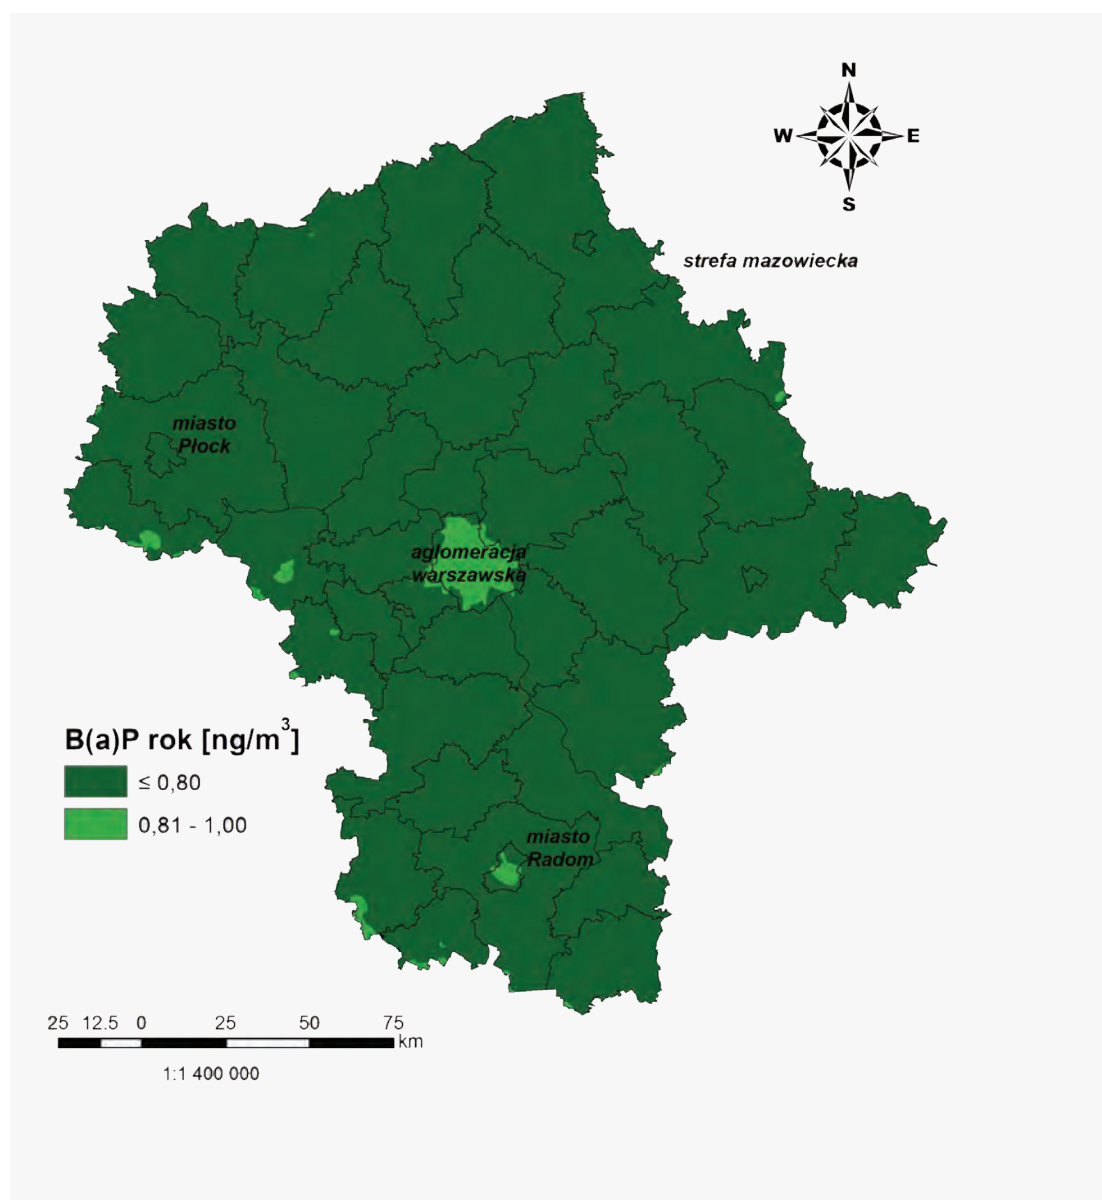 N
W E
S
strefa mazowiecka
miasto
Płock
aglomeracja
warszawska
B(a)P rok [ng/m³]
≤ 0,80
0,81 - 1,00
miasto
Radom
25 12.5 0 25 50 75
km
1:1 400 000